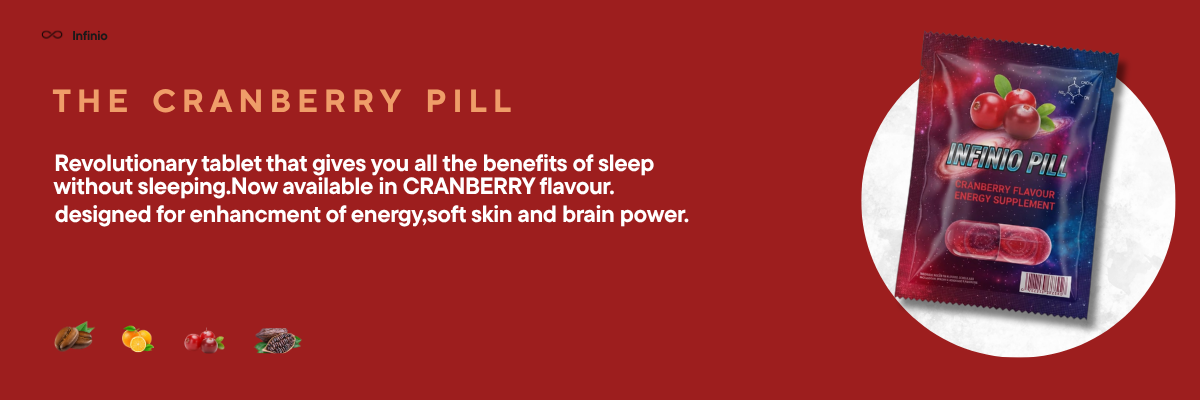 Infinio
THE CRANBERRY PILL
Revolutionary tablet that gives you all the benefits of sleep
without sleeping.Now available in CRANBERRY flavour.
designed for enhancment of energy,soft skin and brain power.
INFINIO PILL
CRANBERRY FLAVOUR
ENERGY SUPPLEMENT